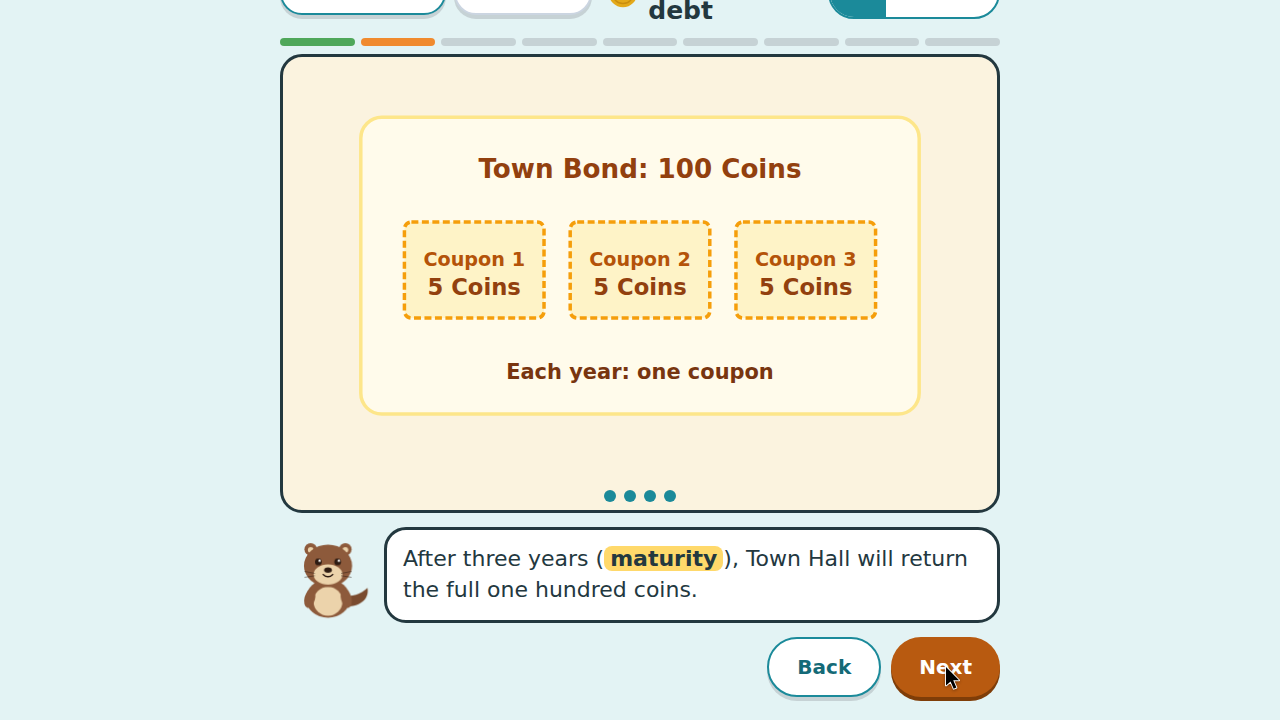 debt
Town Bond: 100 Coins
Coupon 1
5 Coins
Coupon 2
5 Coins
Coupon 3
5 Coins
Each year: one coupon
After three years (maturity), Town Hall will return
the full one hundred coins.
Back
Next